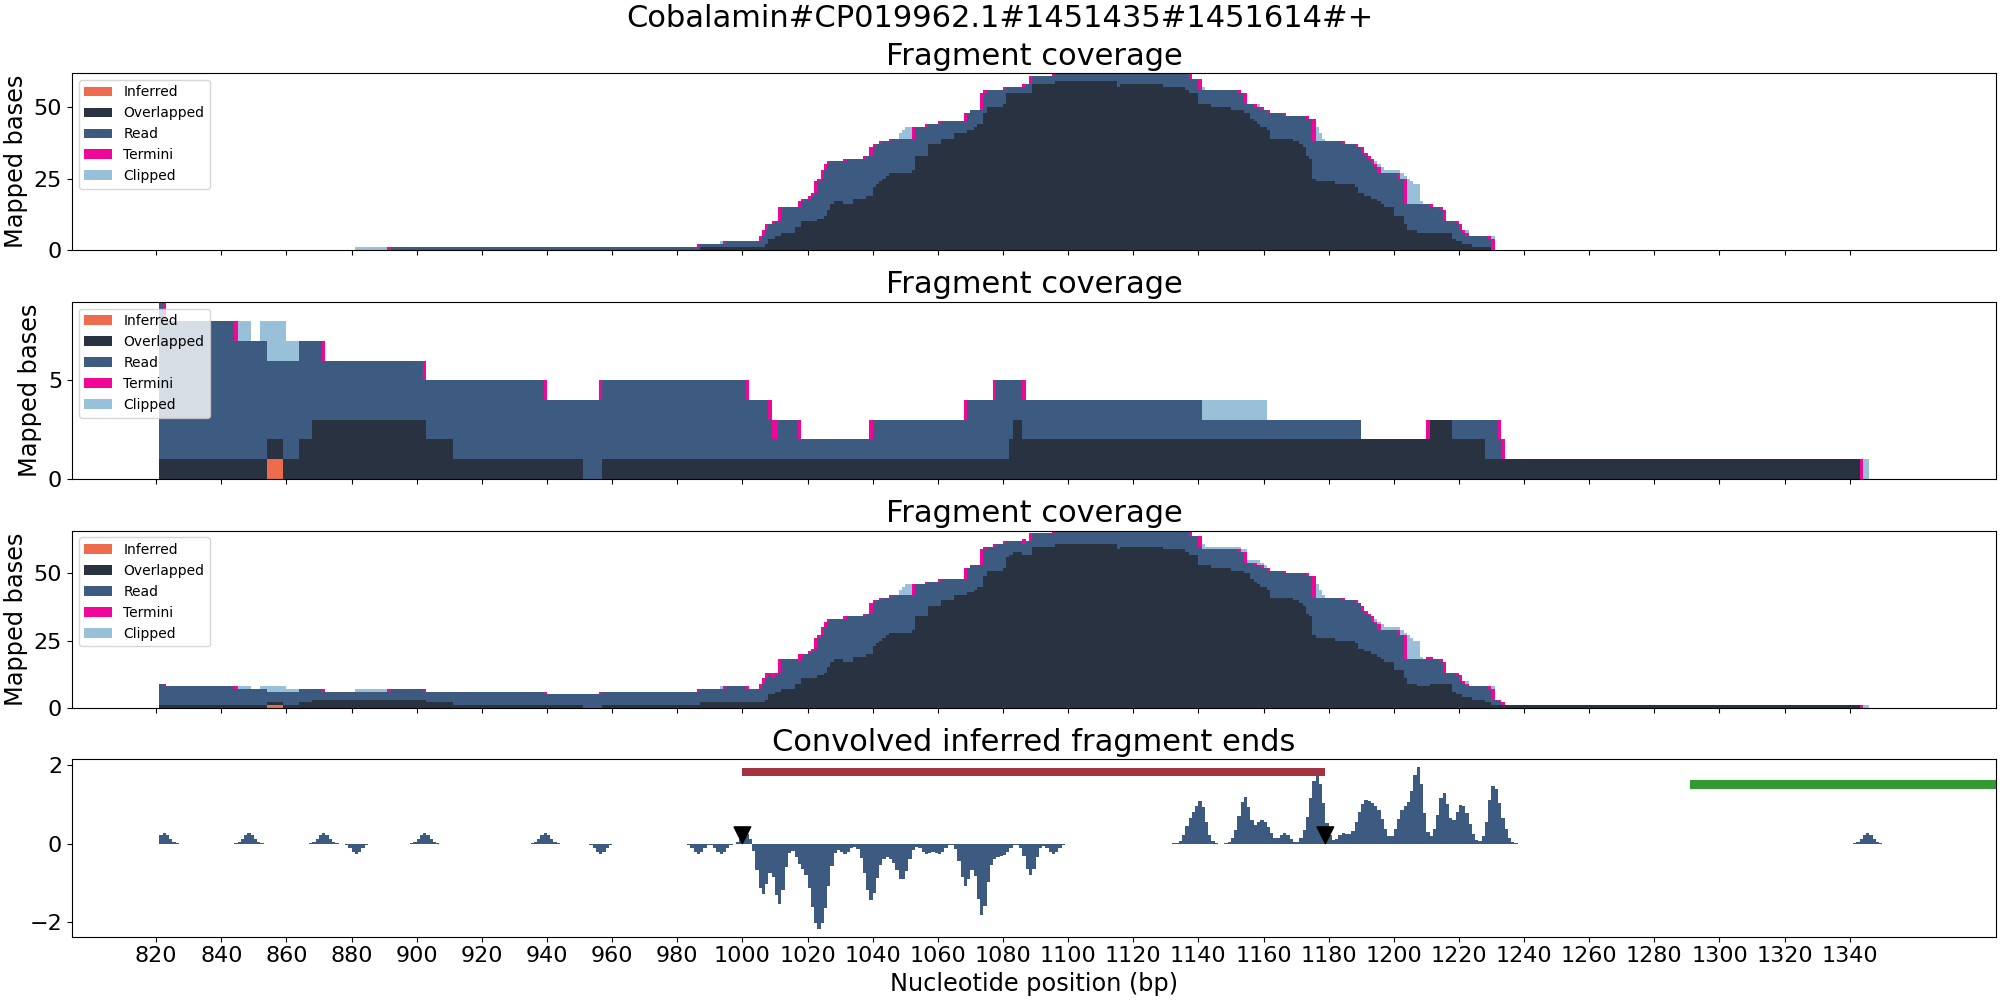 Cobalamin#CP019962.1#1451435#1451614#+
Fragment coverage
Mapped bases
50
25
0
Inferred
Overlapped
Read
Termini
Clipped
Fragment coverage
Mapped bases
5
0
Inferred
Overlapped
Read
Termini
Clipped
Fragment coverage
Mapped bases
50
25
0
Inferred
Overlapped
Read
Termini
Clipped
Convolved inferred fragment ends
2
0
−2
820 840 860 880 900 920 940 960 980 1000 1020 1040 1060 1080 1100 1120 1140 1160 1180 1200 1220 1240 1260 1280 1300 1320 1340
Nucleotide position (bp)